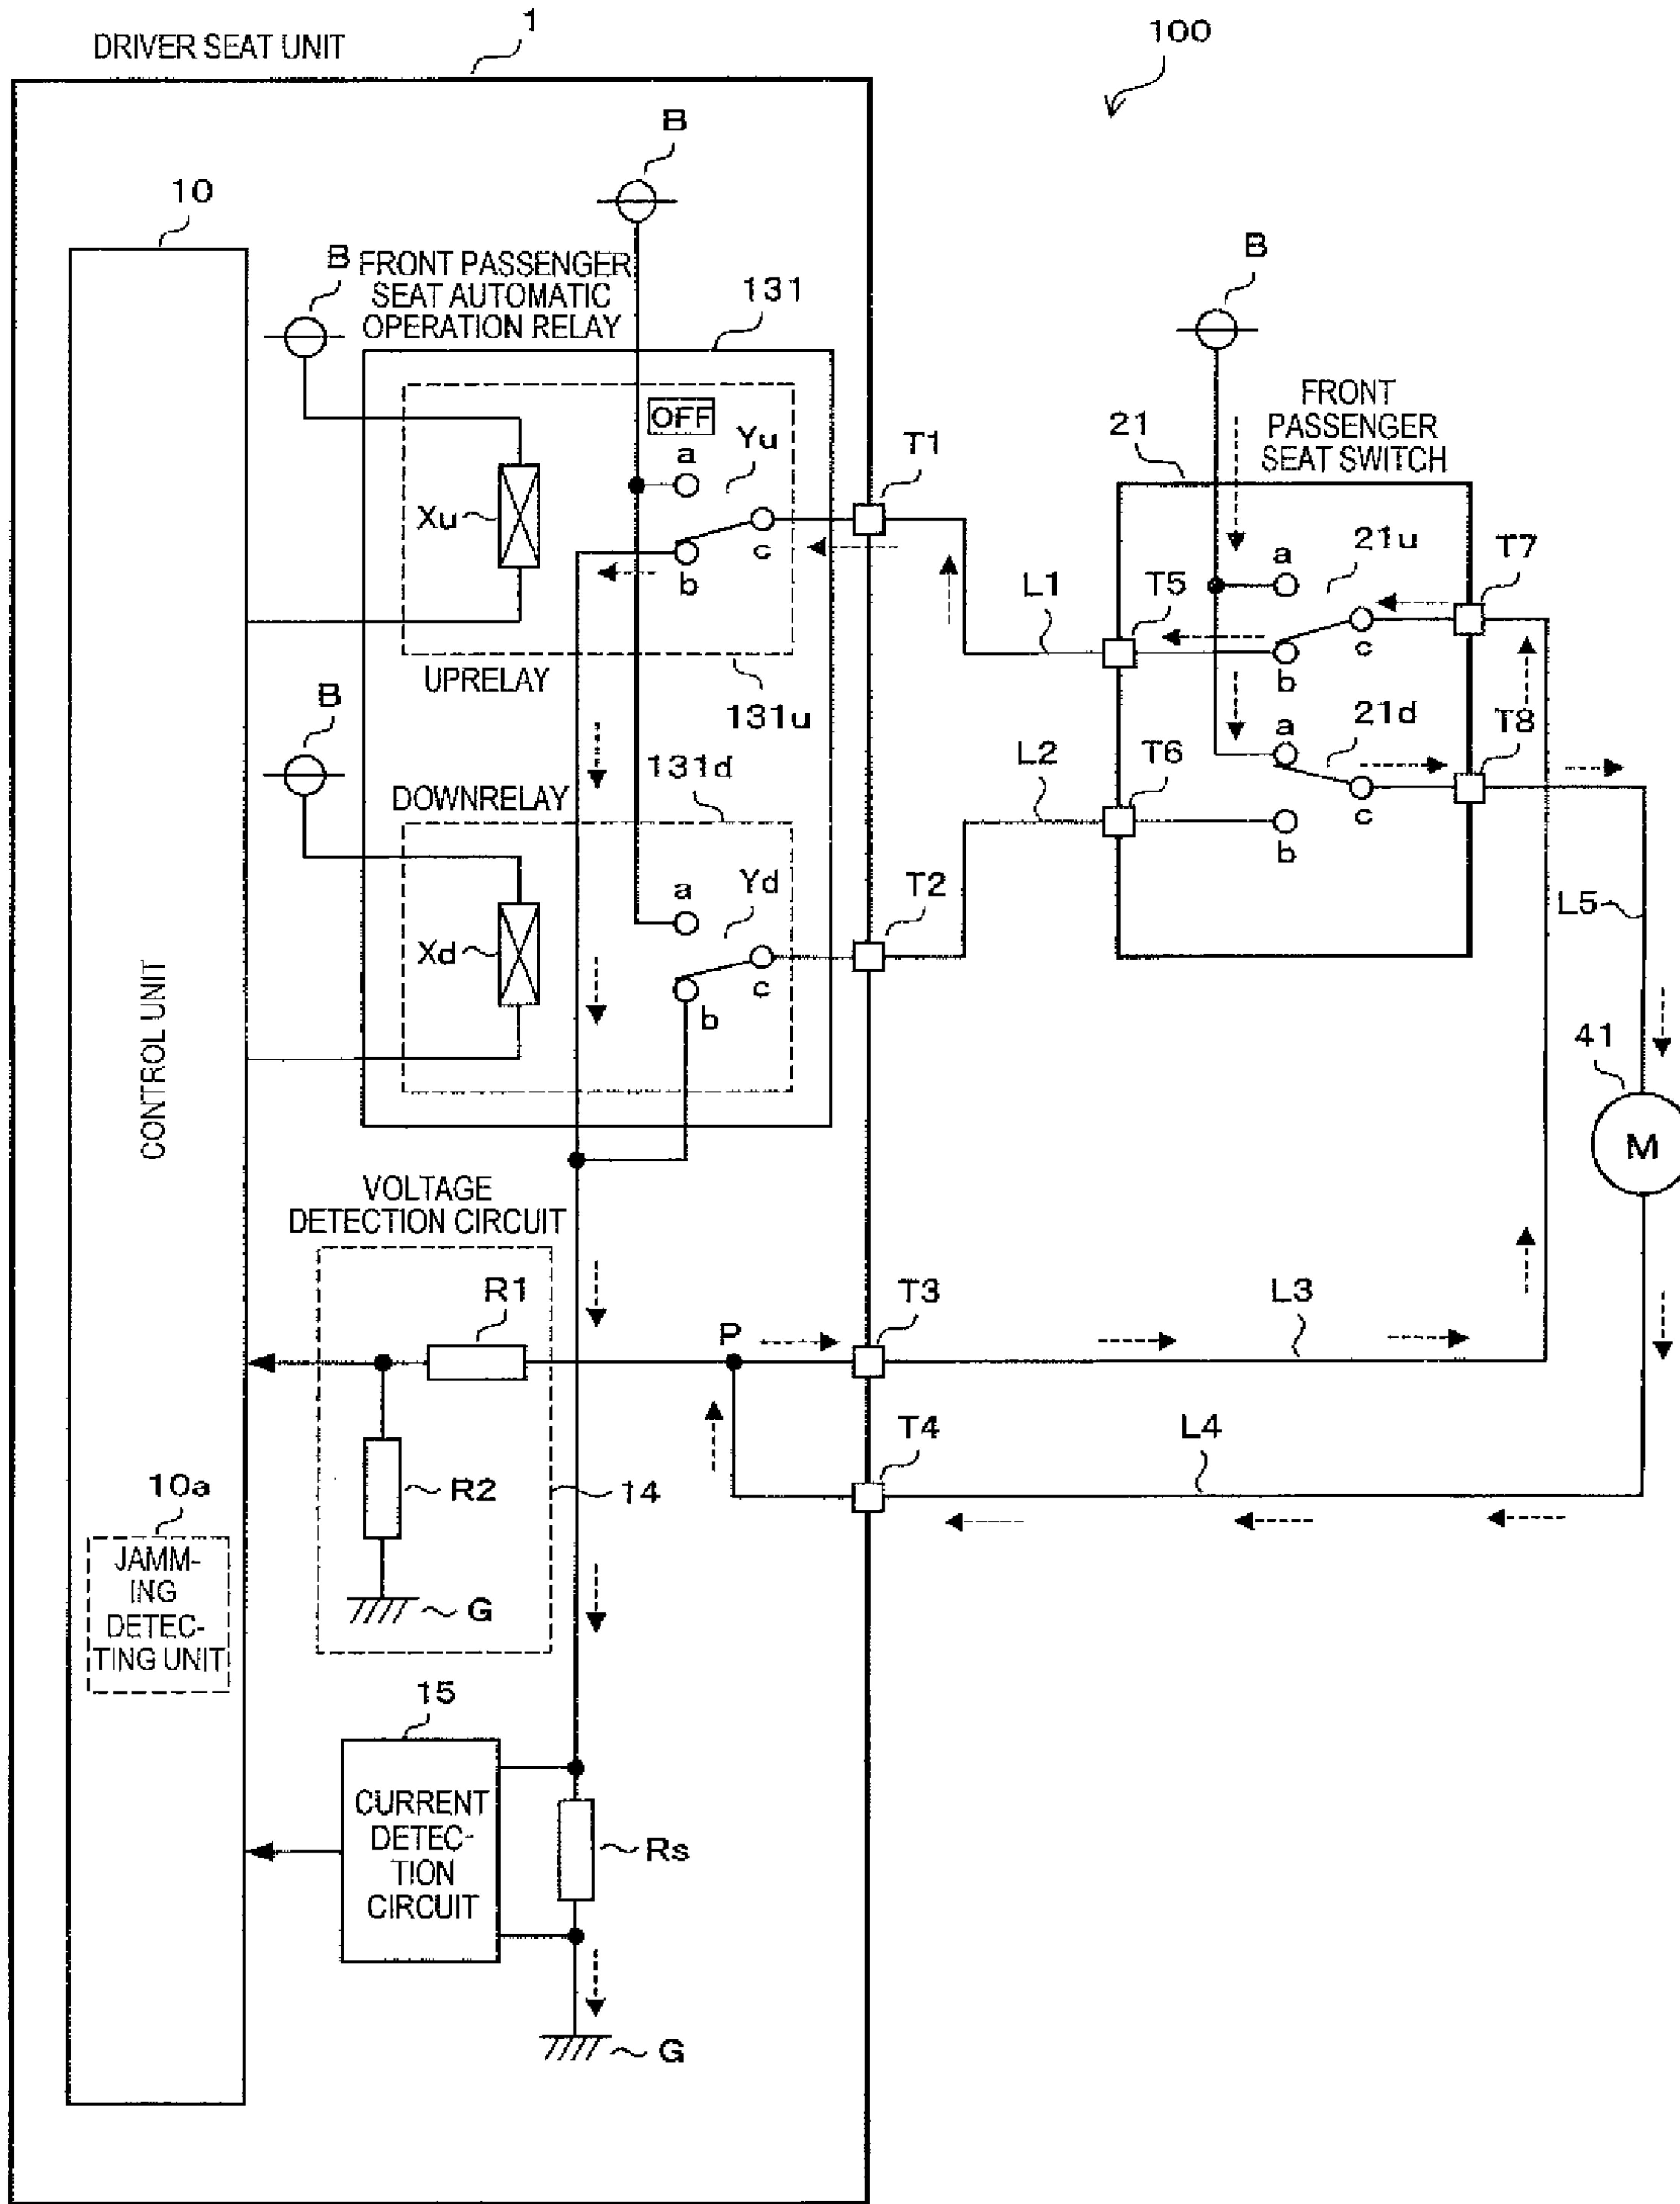 1
DRIVER SEAT UNIT
100
B
10
B
FRONT PASSENGER
SEAT AUTOMATIC
OPERATION RELAY
131
B
FRONT
PASSENGER
SEAT SWITCH
21
OFF
a
Yu
T1
Xu
c
b
a
21u
T7
L1
T5
c
b
UPRELAY
131u
B
21d
T8
a
131d
L2
T6
c
DOWNRELAY
b
a
Yd
T2
L5
Xd
c
b
CONTROL UNIT
41
M
VOLTAGE
DETECTION CIRCUIT
R1
P
T3
L3
T4
L4
10a
R2
14
JAMM-
ING
DETEC-
TING UNIT
G
15
CURRENT
DETEC-
TION
CIRCUIT
Rs
G